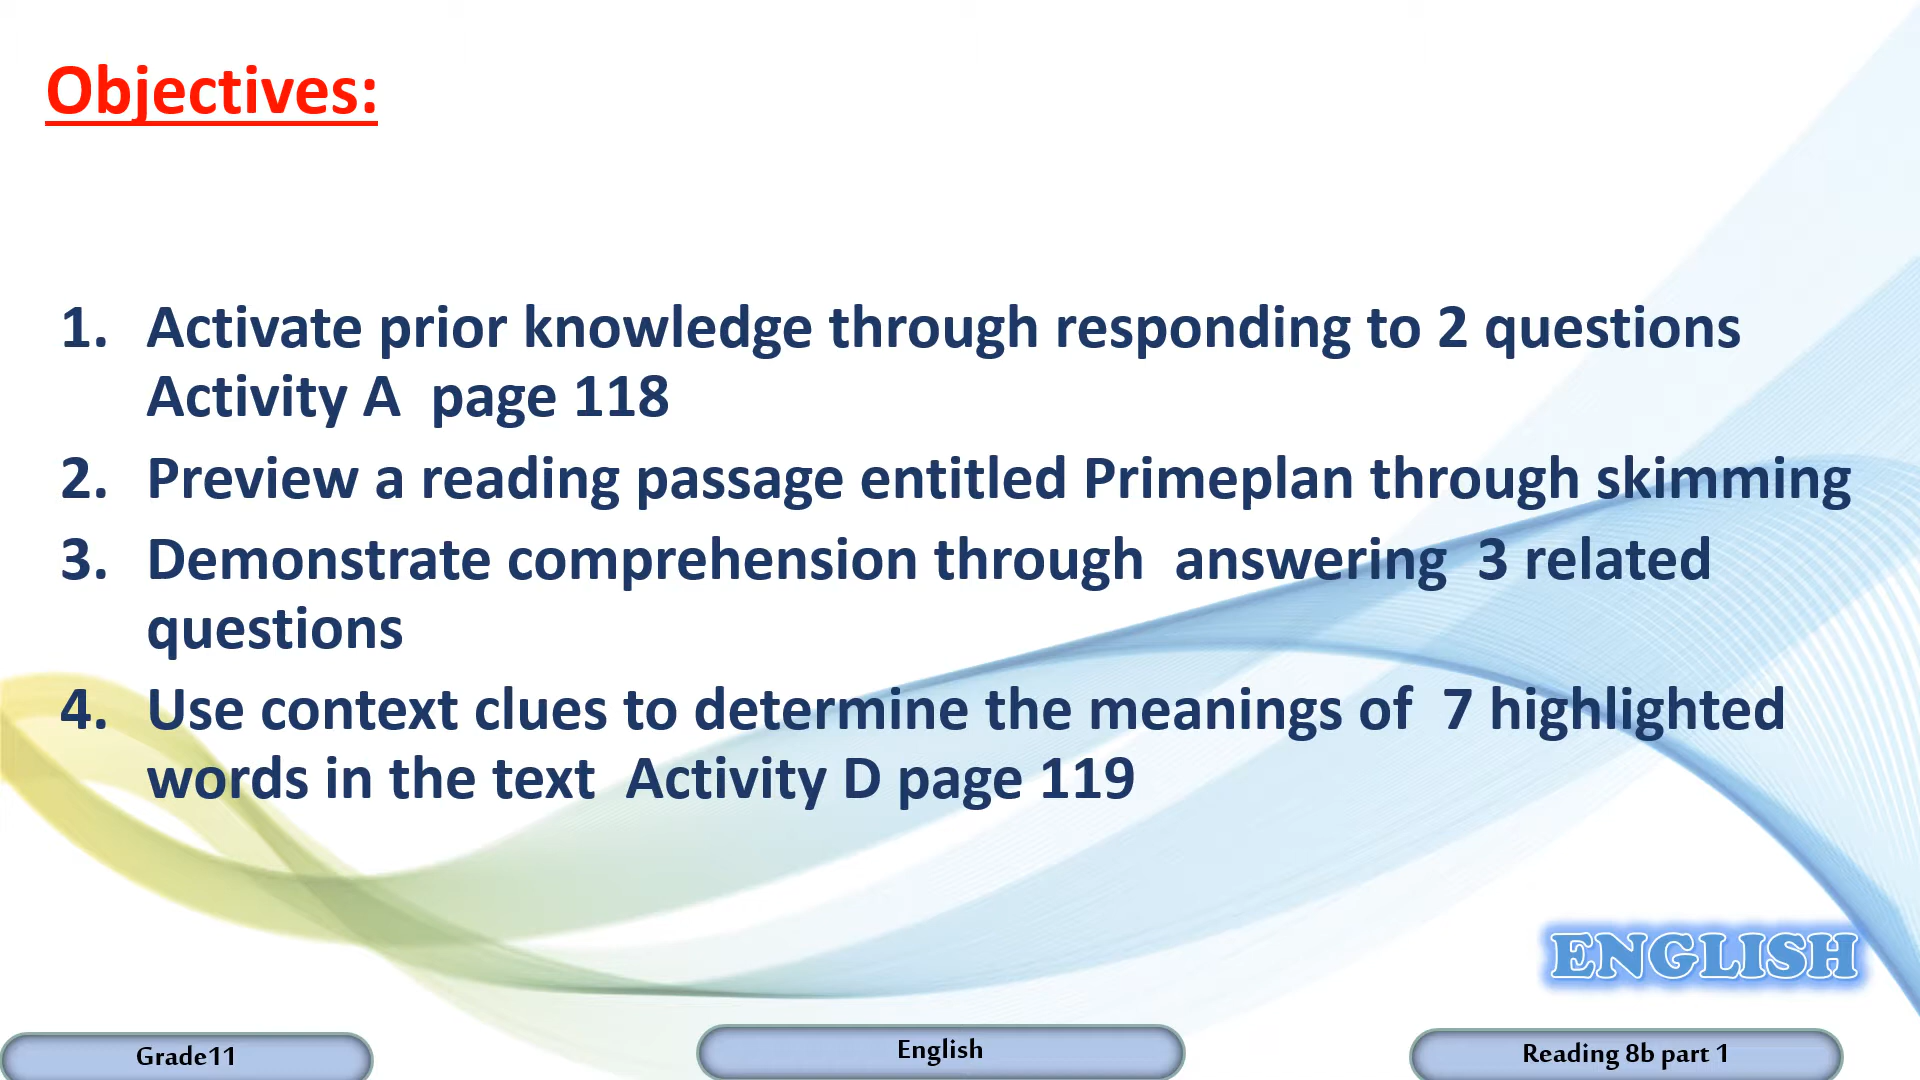 Objectives:
1. Activate prior knowledge through responding to 2 questions
Activity A  page 118
2. Preview a reading passage entitled Primeplan through skimming
3. Demonstrate comprehension through  answering  3 related
questions
4. Use context clues to determine the meanings of  7 highlighted
words in the text  Activity D page 119
ENGLISH
Grade11
English
Reading 8b part 1